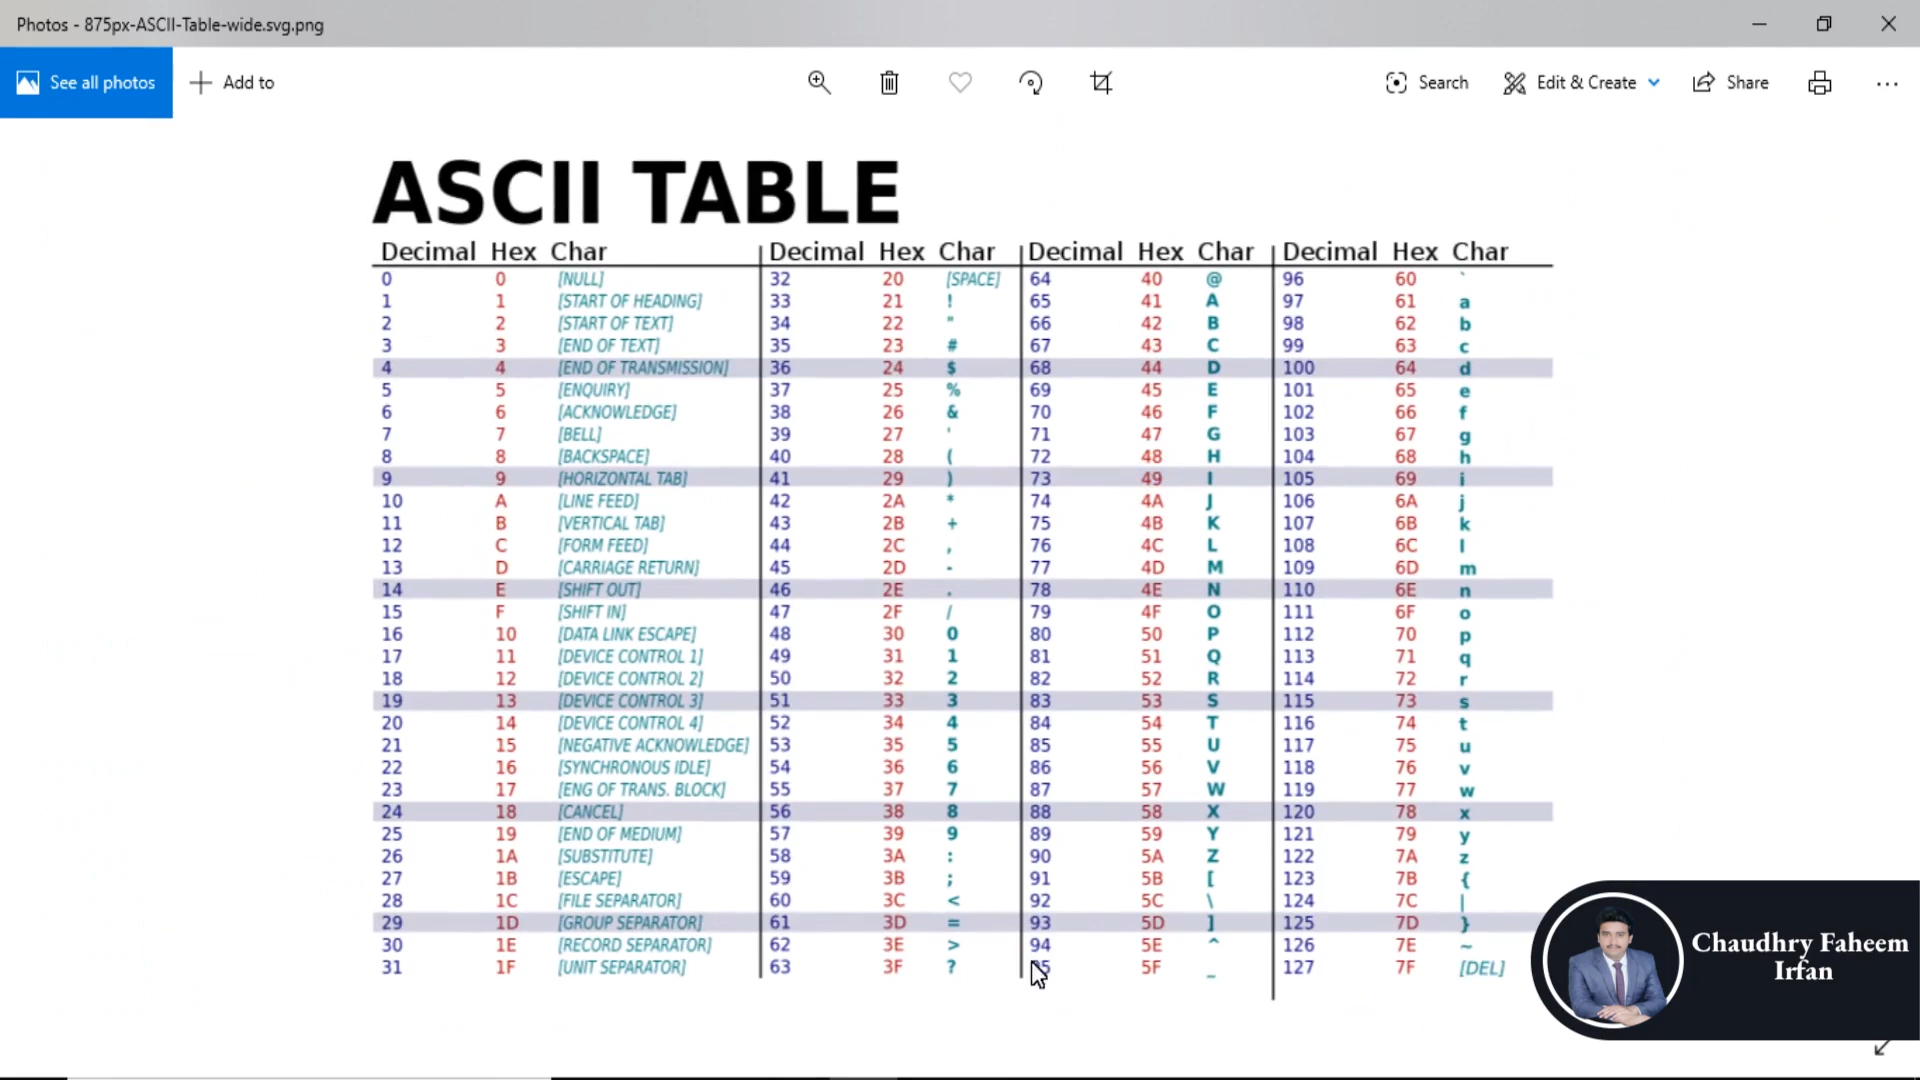 Photos - 875px-ASCII-Table-wide.svg.png
See all photos Add to Search Edit & Create Share
ASCII TABLE
Decimal Hex Char Decimal Hex Char Decimal Hex Char Decimal Hex Char
0 0 [NULL] 32 20 [SPACE] 64 40 @ 96 60 `
1 1 [START OF HEADING] 33 21 ! 65 41 A 97 61 a
2 2 [START OF TEXT] 34 22 " 66 42 B 98 62 b
3 3 [END OF TEXT] 35 23 # 67 43 C 99 63 c
4 4 [END OF TRANSMISSION] 36 24 $ 68 44 D 100 64 d
5 5 [ENQUIRY] 37 25 % 69 45 E 101 65 e
6 6 [ACKNOWLEDGE] 38 26 & 70 46 F 102 66 f
7 7 [BELL] 39 27 ' 71 47 G 103 67 g
8 8 [BACKSPACE] 40 28 ( 72 48 H 104 68 h
9 9 [HORIZONTAL TAB] 41 29 ) 73 49 I 105 69 i
10 A [LINE FEED] 42 2A * 74 4A J 106 6A j
11 B [VERTICAL TAB] 43 2B + 75 4B K 107 6B k
12 C [FORM FEED] 44 2C , 76 4C L 108 6C l
13 D [CARRIAGE RETURN] 45 2D - 77 4D M 109 6D m
14 E [SHIFT OUT] 46 2E . 78 4E N 110 6E n
15 F [SHIFT IN] 47 2F / 79 4F O 111 6F o
16 10 [DATA LINK ESCAPE] 48 30 0 80 50 P 112 70 p
17 11 [DEVICE CONTROL 1] 49 31 1 81 51 Q 113 71 q
18 12 [DEVICE CONTROL 2] 50 32 2 82 52 R 114 72 r
19 13 [DEVICE CONTROL 3] 51 33 3 83 53 S 115 73 s
20 14 [DEVICE CONTROL 4] 52 34 4 84 54 T 116 74 t
21 15 [NEGATIVE ACKNOWLEDGE] 53 35 5 85 55 U 117 75 u
22 16 [SYNCHRONOUS IDLE] 54 36 6 86 56 V 118 76 v
23 17 [ENG OF TRANS. BLOCK] 55 37 7 87 57 W 119 77 w
24 18 [CANCEL] 56 38 8 88 58 X 120 78 x
25 19 [END OF MEDIUM] 57 39 9 89 59 Y 121 79 y
26 1A [SUBSTITUTE] 58 3A : 90 5A Z 122 7A z
27 1B [ESCAPE] 59 3B ; 91 5B [ 123 7B {
28 1C [FILE SEPARATOR] 60 3C < 92 5C \ 124 7C |
29 1D [GROUP SEPARATOR] 61 3D = 93 5D ] 125 7D }
30 1E [RECORD SEPARATOR] 62 3E > 94 5E ^ 126 7E ~
31 1F [UNIT SEPARATOR] 63 3F ? 95 5F _ 127 7F [DEL]
Chaudhry Faheem
Irfan